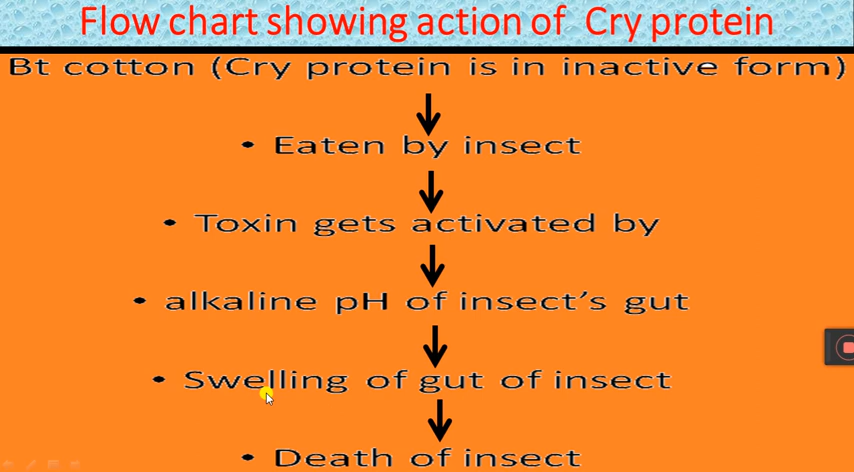 Flow chart showing action of Cry protein
Bt cotton (Cry protein is in inactive form)
• Eaten by insect
• Toxin gets activated by
• alkaline pH of insect's gut
• Swelling of gut of insect
• Death of insect